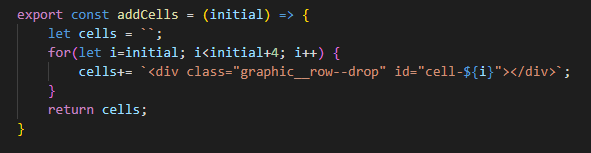 export const addCells = (initial) => {
    let cells = ``;
    for(let i=initial; i<initial+4; i++) {
        cells+= `<div class="graphic__row--drop" id="cell-${i}"></div>`;
    }
    return cells;
}